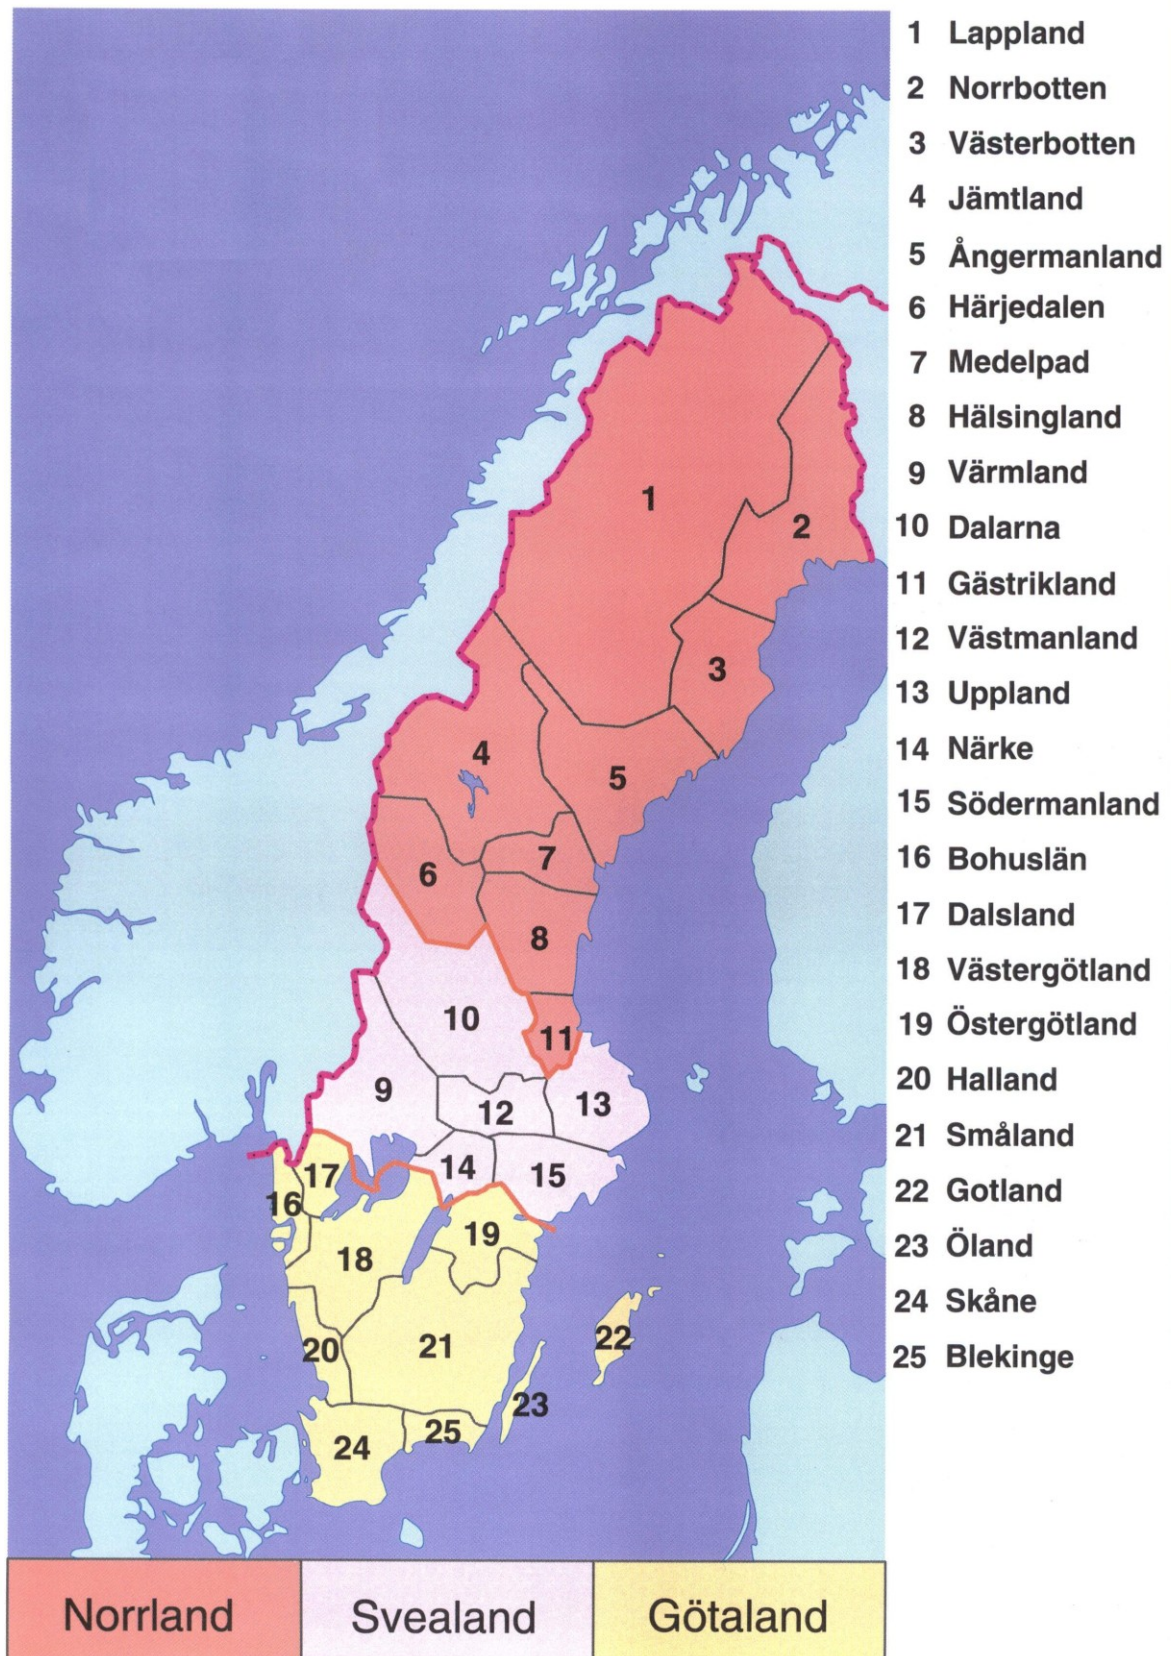 1 Lappland
2 Norrbotten
3 Västerbotten
4 Jämtland
5 Ångermanland
6 Härjedalen
7 Medelpad
8 Hälsingland
9 Värmland
10 Dalarna
11 Gästrikland
12 Västmanland
13 Uppland
14 Närke
15 Södermanland
16 Bohuslän
17 Dalsland
18 Västergötland
19 Östergötland
20 Halland
21 Småland
22 Gotland
23 Öland
24 Skåne
25 Blekinge
1
2
3
4
5
7
6
8
10
11
9
12
13
14
15
17
16
19
18
22
20
21
23
25
24
Norrland Svealand Götaland